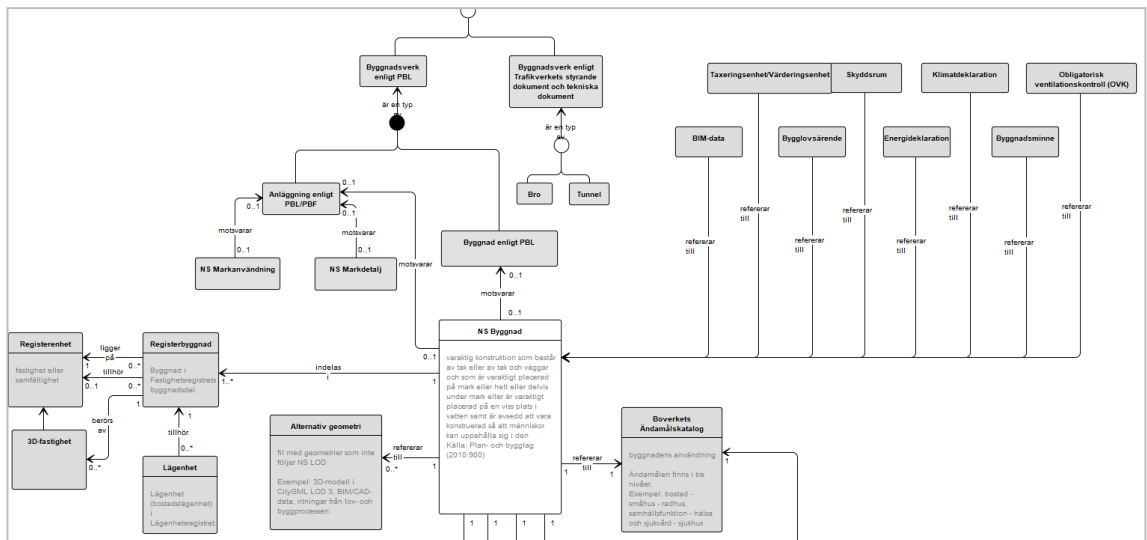 Byggnadsverk
enligt PBL
Byggnadsverk enligt
Trafikverkets styrande
dokument och tekniska
dokument
Taxeringsenhet/Värderingsenhet
Skyddsrum
Klimatdeklaration
Obligatorisk
ventilationskontroll (OVK)
är en typ
av
är en typ
av
BIM-data
Bygglovsärende
Energideklaration
Byggnadsminne
Anläggning enligt
PBL/PBF
0..1
0..1
0..1
0..1
Bro
Tunnel
refererar
till
refererar
till
refererar
till
refererar
till
motsvarar
motsvarar
0..1
0..1
Byggnad enligt PBL
refererar
till
refererar
till
refererar
till
refererar
till
NS Markanvändning
NS Markdetalj
motsvarar
0..1
motsvarar
0..1
NS Byggnad
varaktig konstruktion som består
av tak eller av tak och väggar
och som är varaktigt placerad
på mark eller helt eller delvis
under mark eller är varaktigt
placerad på en viss plats i
vatten samt är avsedd att vara
konstruerad så att människor
kan uppehålla sig i den
Källa: Plan- och bygglag
(2010:900)
0..1
Registerenhet
fastighet eller
samfällighet
ligger
på
1
0..*
tillhör
0..1
0..*
Registerbyggnad
Byggnad i
Fastighetsregistrets
byggnadsdel.
1..*
indelas
i
1
berörs
av
0..*
1
tillhör
0..*
3D-fastighet
Lägenhet
Lägenhet
(bostadslägenhet)
i
Lägenhetsregistret.
Alternativ geometri
fil med geometrier som inte
följer NS LOD
Exempel: 3D-modell i
CityGML LOD 3, BIM/CAD-
data, ritningar från lov- och
byggprocessen.
refererar
till
0..*
1
1
refererar
till
1
Boverkets
Ändamålskatalog
byggnadens användning
Ändamålen finns i tre
nivåer.
Exempel: bostad -
småhus - radhus,
samhällsfunktion - hälsa
och sjukvård - sjukhus
1
1
1
1
1